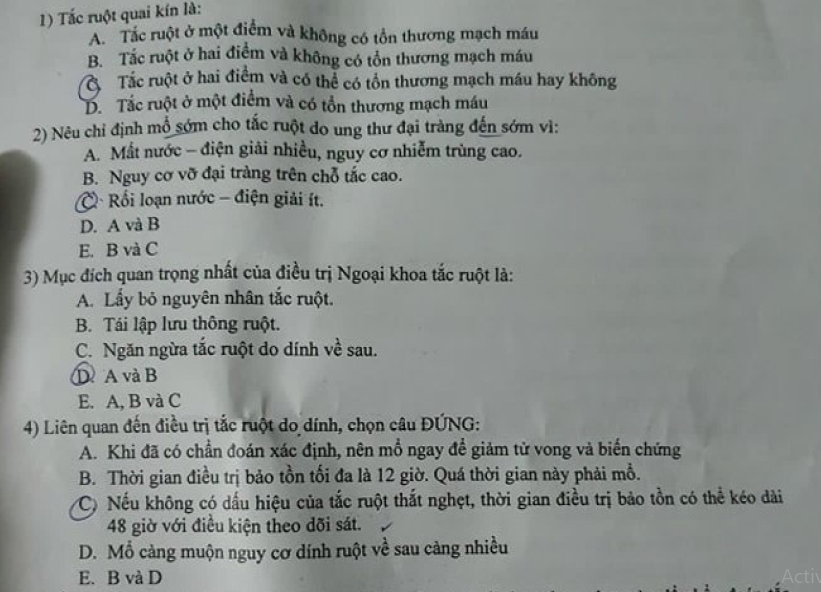 1) Tắc ruột quai kín là:
A. Tắc ruột ở một điểm và không có tổn thương mạch máu
B. Tắc ruột ở hai điểm và không có tổn thương mạch máu
C. Tắc ruột ở hai điểm và có thể có tổn thương mạch máu hay không
D. Tắc ruột ở một điểm và có tổn thương mạch máu
2) Nêu chỉ định mổ sớm cho tắc ruột do ung thư đại tràng đến sớm vì:
A. Mất nước – điện giải nhiều, nguy cơ nhiễm trùng cao.
B. Nguy cơ vỡ đại tràng trên chỗ tắc cao.
C. Rối loạn nước – điện giải ít.
D. A và B
E. B và C
3) Mục đích quan trọng nhất của điều trị Ngoại khoa tắc ruột là:
A. Lấy bỏ nguyên nhân tắc ruột.
B. Tái lập lưu thông ruột.
C. Ngăn ngừa tắc ruột do dính về sau.
D. A và B
E. A, B và C
4) Liên quan đến điều trị tắc ruột do dính, chọn câu ĐÚNG:
A. Khi đã có chẩn đoán xác định, nên mổ ngay để giảm tử vong và biến chứng
B. Thời gian điều trị bảo tồn tối đa là 12 giờ. Quá thời gian này phải mổ.
C) Nếu không có dấu hiệu của tắc ruột thắt nghẹt, thời gian điều trị bảo tồn có thể kéo dài
48 giờ với điều kiện theo dõi sát.
D. Mổ càng muộn nguy cơ dính ruột về sau càng nhiều
E. B và D
Activ